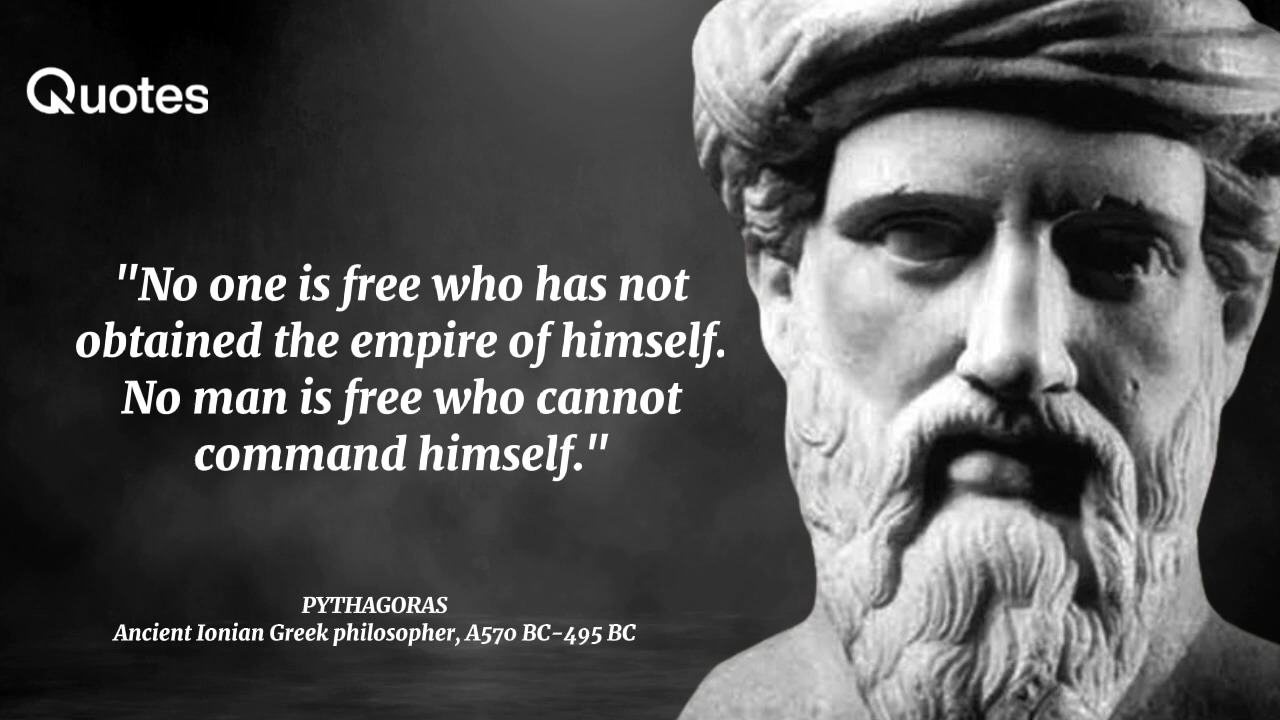 Quotes
"No one is free who has not
obtained the empire of himself.
No man is free who cannot
command himself."
PYTHAGORAS
Ancient Ionian Greek philosopher, A570 BC-495 BC